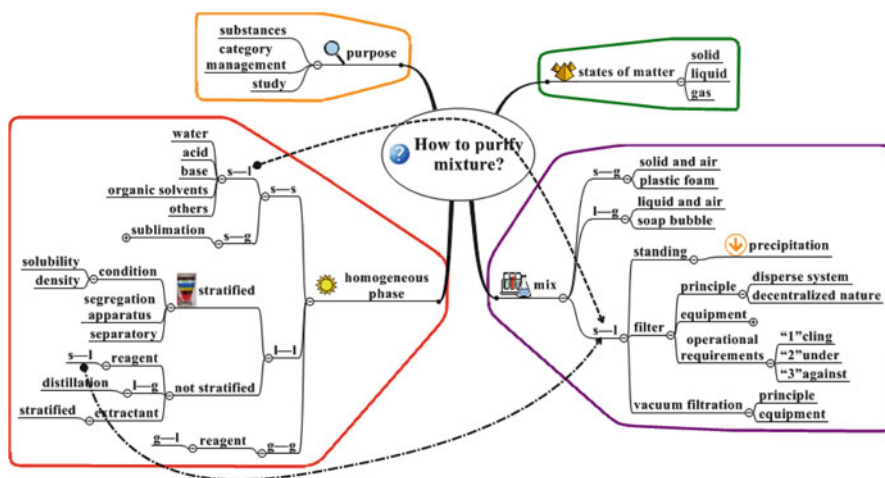 How to purify
mixture?
substances
category
management
study
purpose
states of matter
solid
liquid
gas
water
acid
base
organic solvents
others
s—l
s—s
sublimation
s—g
homogeneous
phase
solubility
density
condition
segregation
apparatus
separatory
stratified
l—l
s—l
reagent
distillation
l—g
stratified
extractant
not stratified
g—l
reagent
g—g
mix
s—g
solid and air
plastic foam
l—g
liquid and air
soap bubble
s—l
standing
precipitation
filter
principle
disperse system
decentralized nature
equipment
operational
requirements
“1”cling
“2”under
“3”against
vacuum filtration
principle
equipment